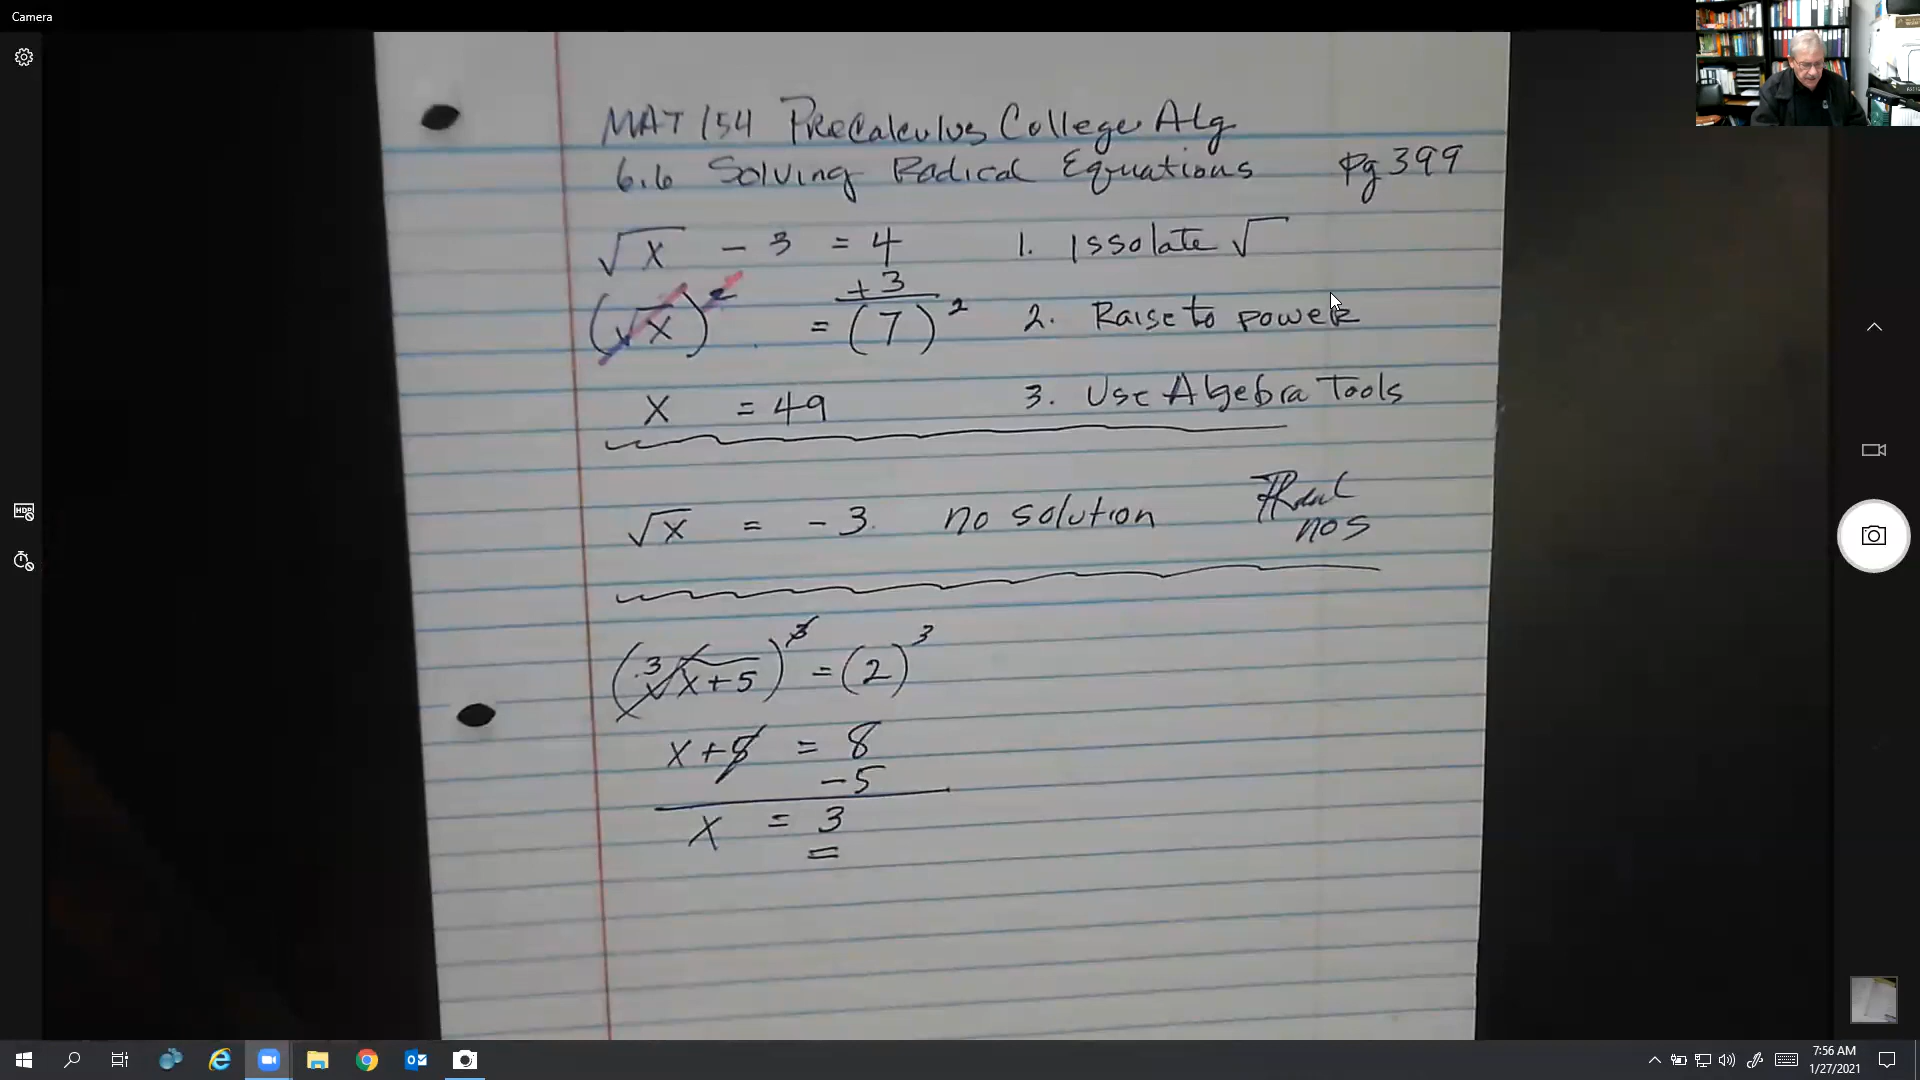 Camera
MAT 154 Precalculus College Alg
6.6 Solving Radical Equations pg 399
√x - 3 = 4 1. Issolate √
+3
(√x)² = (7)² 2. Raise to power
x = 49 3. Use Algebra Tools
√x = -3 no solution Real
nos
(³√x+5)³ = (2)³
x + 5 = 8
-5
x = 3
7:56 AM
1/27/2021